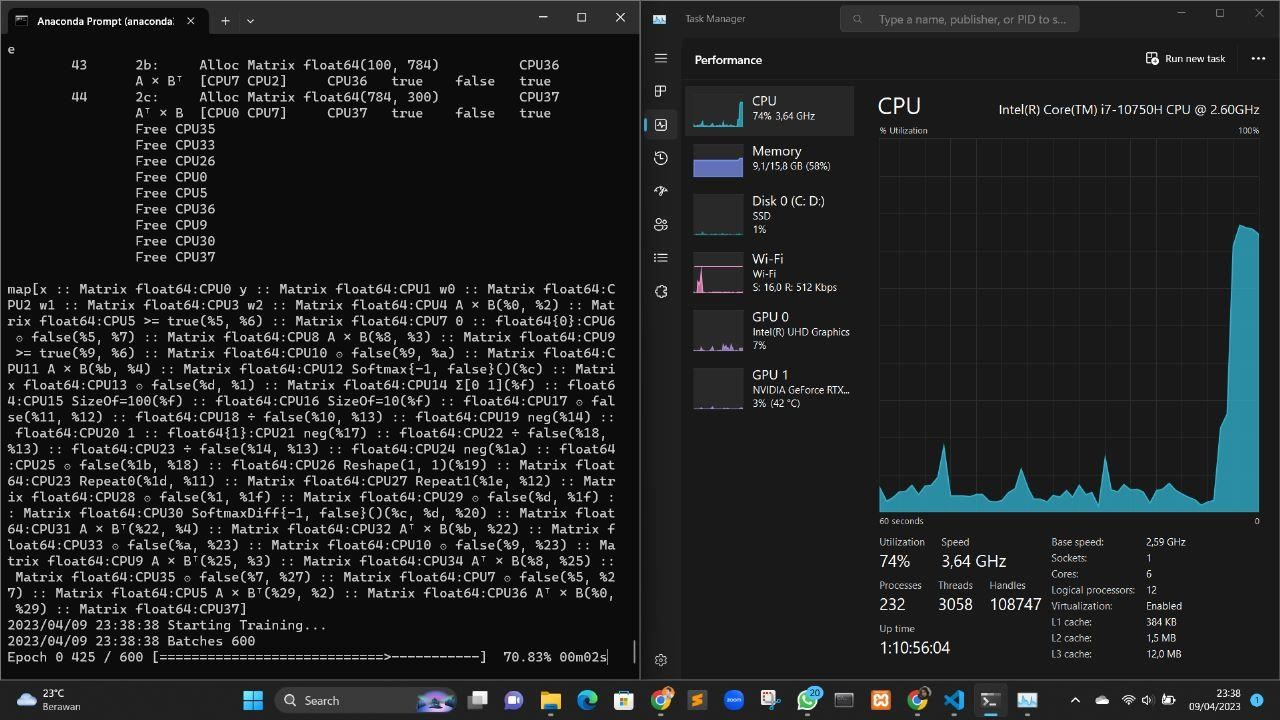 Anaconda Prompt (anaconda:
e
43 2b: Alloc Matrix float64(100, 784) CPU36
A × Bᵀ [CPU7 CPU2] CPU36 true false true
44 2c: Alloc Matrix float64(784, 300) CPU37
Aᵀ × B [CPU0 CPU7] CPU37 true false true
Free CPU35
Free CPU33
Free CPU26
Free CPU0
Free CPU5
Free CPU36
Free CPU9
Free CPU30
Free CPU37
map[x :: Matrix float64:CPU0 y :: Matrix float64:CPU1 w0 :: Matrix float64:C
PU2 w1 :: Matrix float64:CPU3 w2 :: Matrix float64:CPU4 A × B(%0, %2) :: Mat
rix float64:CPU5 >= true(%5, %6) :: Matrix float64:CPU7 0 :: float64{0}:CPU6
⊙ false(%5, %7) :: Matrix float64:CPU8 A × B(%8, %3) :: Matrix float64:CPU9
>= true(%9, %6) :: Matrix float64:CPU10 ⊙ false(%9, %a) :: Matrix float64:C
PU11 A × B(%b, %4) :: Matrix float64:CPU12 Softmax{-1, false}()(%c) :: Matri
x float64:CPU13 ⊙ false(%d, %1) :: Matrix float64:CPU14 Σ[0 1](%f) :: float6
4:CPU15 SizeOf=100(%f) :: float64:CPU16 SizeOf=10(%f) :: float64:CPU17 ⊙ fal
se(%11, %12) :: float64:CPU18 ÷ false(%10, %13) :: float64:CPU19 neg(%14) ::
float64:CPU20 1 :: float64{1}:CPU21 neg(%17) :: float64:CPU22 ÷ false(%18,
%13) :: float64:CPU23 ÷ false(%14, %13) :: float64:CPU24 neg(%1a) :: float64
:CPU25 ⊙ false(%1b, %18) :: float64:CPU26 Reshape(1, 1)(%19) :: Matrix float
64:CPU23 Repeat0(%1d, %11) :: Matrix float64:CPU27 Repeat1(%1e, %12) :: Matr
ix float64:CPU28 ⊙ false(%1, %1f) :: Matrix float64:CPU29 ⊙ false(%d, %1f) :
: Matrix float64:CPU30 SoftmaxDiff{-1, false}()(%c, %d, %20) :: Matrix float
64:CPU31 A × Bᵀ(%22, %4) :: Matrix float64:CPU32 Aᵀ × B(%b, %22) :: Matrix f
loat64:CPU33 ⊙ false(%a, %23) :: Matrix float64:CPU10 ⊙ false(%9, %23) :: Ma
trix float64:CPU9 A × Bᵀ(%25, %3) :: Matrix float64:CPU34 Aᵀ × B(%8, %25) ::
Matrix float64:CPU35 ⊙ false(%7, %27) :: Matrix float64:CPU7 ⊙ false(%5, %2
7) :: Matrix float64:CPU5 A × Bᵀ(%29, %2) :: Matrix float64:CPU36 Aᵀ × B(%0,
%29) :: Matrix float64:CPU37]
2023/04/09 23:38:38 Starting Training...
2023/04/09 23:38:38 Batches 600
Epoch 0 425 / 600 [============================>-----------] 70.83% 00m02s
Task Manager
Type a name, publisher, or PID to s...
Performance
Run new task
CPU
74% 3,64 GHz
Memory
9,1/15,8 GB (58%)
Disk 0 (C: D:)
SSD
1%
Wi-Fi
Wi-Fi
S: 16,0 R: 512 Kbps
GPU 0
Intel(R) UHD Graphics
7%
GPU 1
NVIDIA GeForce RTX...
3% (42 °C)
CPU
Intel(R) Core(TM) i7-10750H CPU @ 2.60GHz
% Utilization 100%
60 seconds 0
Utilization Speed
74% 3,64 GHz
Processes Threads Handles
232 3058 108747
Up time
1:10:56:04
Base speed: 2,59 GHz
Sockets: 1
Cores: 6
Logical processors: 12
Virtualization: Enabled
L1 cache: 384 KB
L2 cache: 1,5 MB
L3 cache: 12,0 MB
23°C
Berawan
Search
zoom
20
23:38
09/04/2023
1